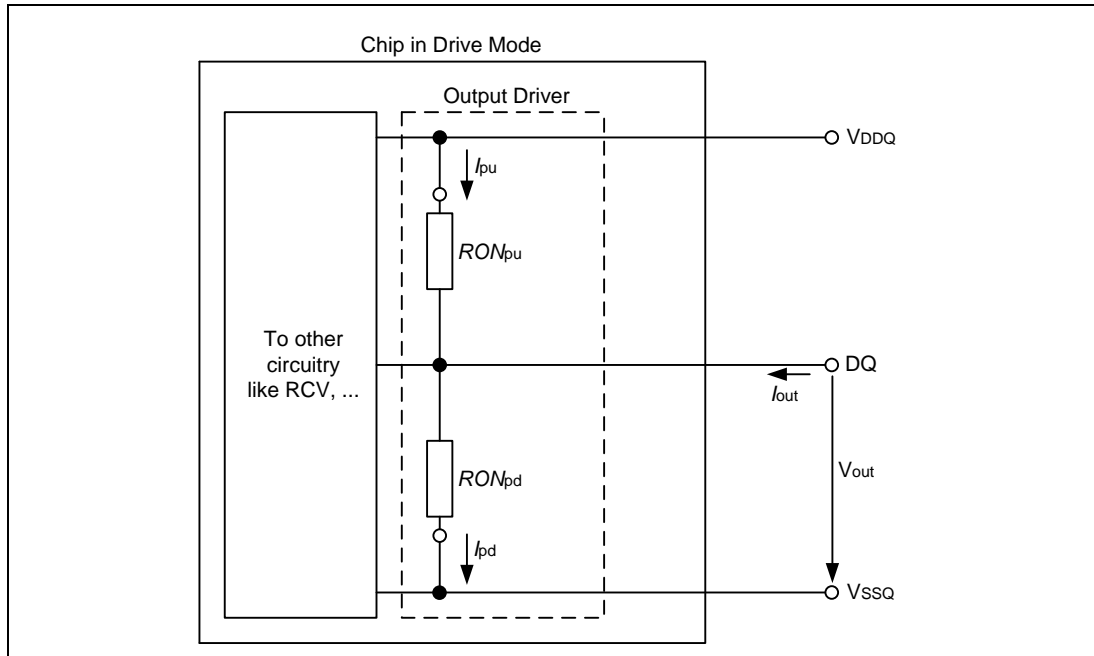 Chip in Drive Mode
Output Driver
VDDQ
Ipu
RONpu
To other
circuitry
like RCV, ...
DQ
Iout
RONpd
Vout
Ipd
VSSQ